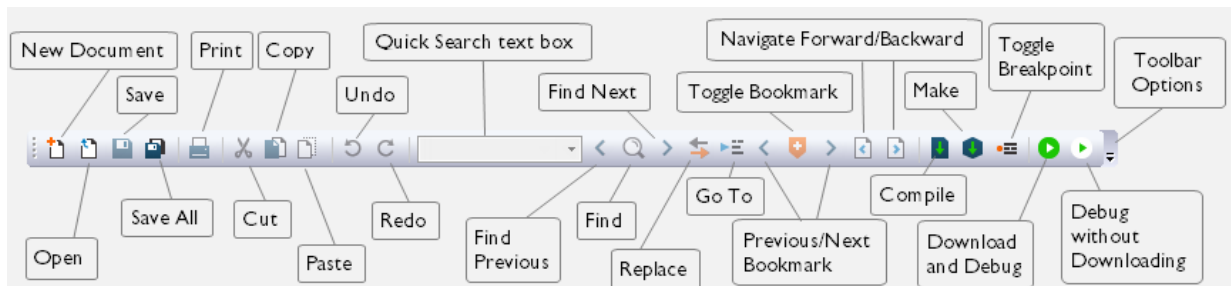 New Document
Print
Copy
Quick Search text box
Navigate Forward/Backward
Toggle
Breakpoint
Toolbar
Options
Save
Undo
Find Next
Toggle Bookmark
Make
Open
Save All
Cut
Paste
Redo
Find
Previous
Find
Replace
Go To
Previous/Next
Bookmark
Compile
Download
and Debug
Debug
without
Downloading